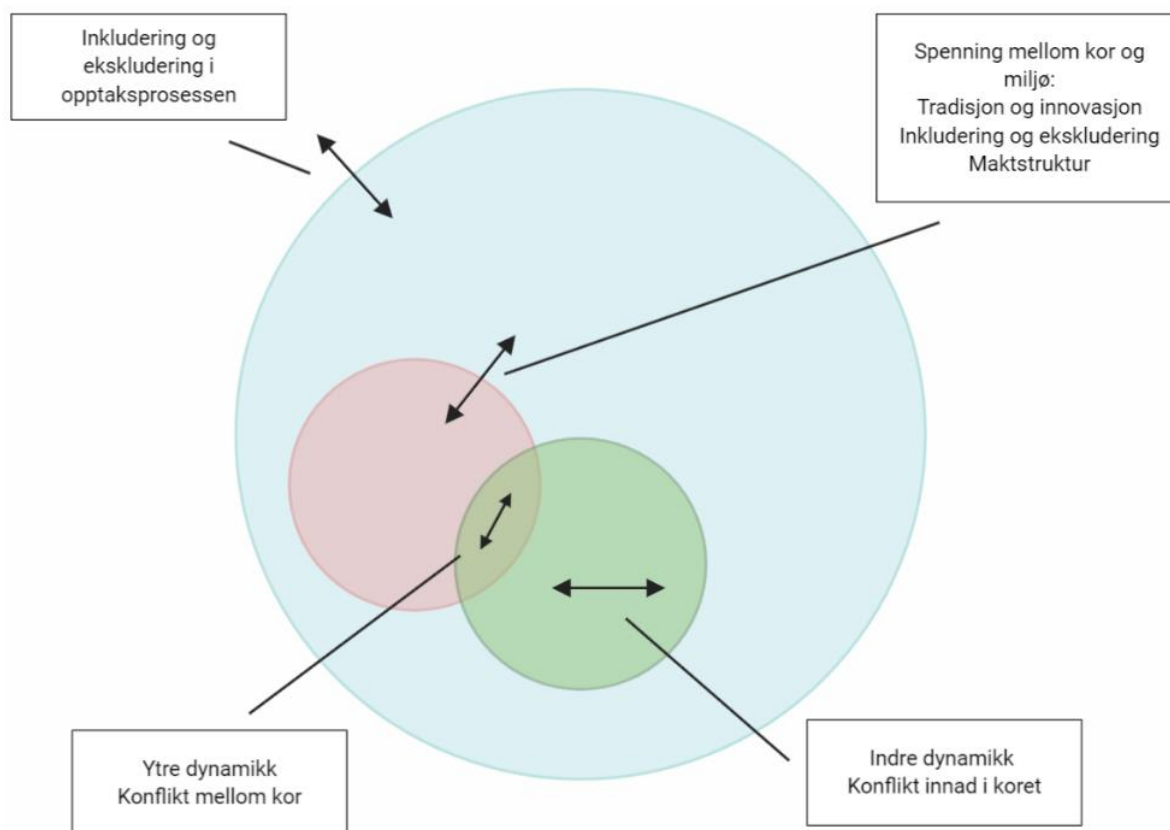 Inkludering og
ekskludering i
opptaksprosessen
Spenning mellom kor og
miljø:
Tradisjon og innovasjon
Inkludering og ekskludering
Maktstruktur
Ytre dynamikk
Konflikt mellom kor
Indre dynamikk
Konflikt innad i koret